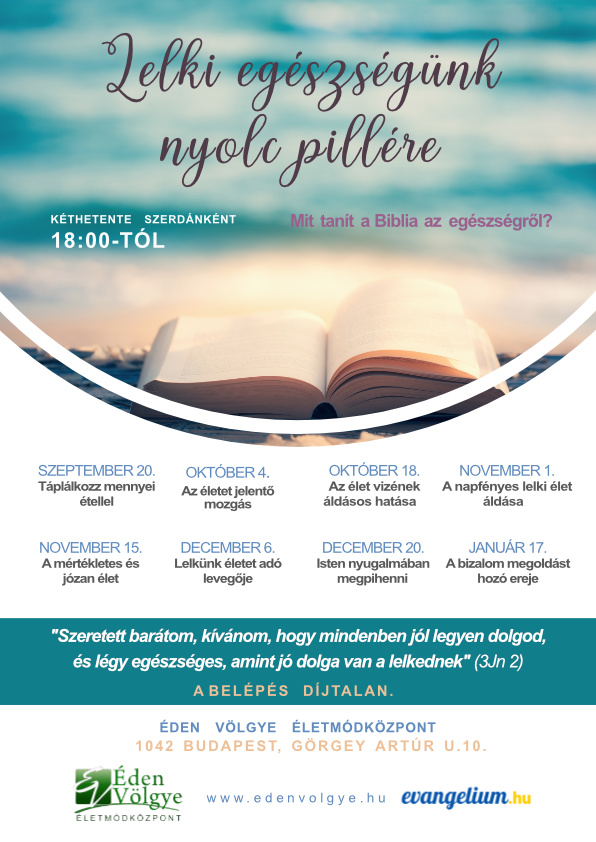 Lelki egészségünk
nyolc pillére
KÉTHETENTE SZERDÁNKÉNT
18:00-TÓL
Mit tanít a Biblia az egészségről?
SZEPTEMBER 20.
Táplálkozz mennyei
étellel
OKTÓBER 4.
Az életet jelentő
mozgás
OKTÓBER 18.
Az élet vizének
áldásos hatása
NOVEMBER 1.
A napfényes lelki élet
áldása
NOVEMBER 15.
A mértékletes és
józan élet
DECEMBER 6.
Lelkünk életet adó
levegője
DECEMBER 20.
Isten nyugalmában
megpihenni
JANUÁR 17.
A bizalom megoldást
hozó ereje
"Szeretett barátom, kívánom, hogy mindenben jól legyen dolgod,
és légy egészséges, amint jó dolga van a lelkednek" (3Jn 2)
A BELÉPÉS DÍJTALAN.
ÉDEN VÖLGYE ÉLETMÓDKÖZPONT
1042 BUDAPEST, GÖRGEY ARTÚR U.10.
Éden
Völgye
ÉLETMÓDKÖZPONT
www.edenvolgye.hu
evangelium.hu